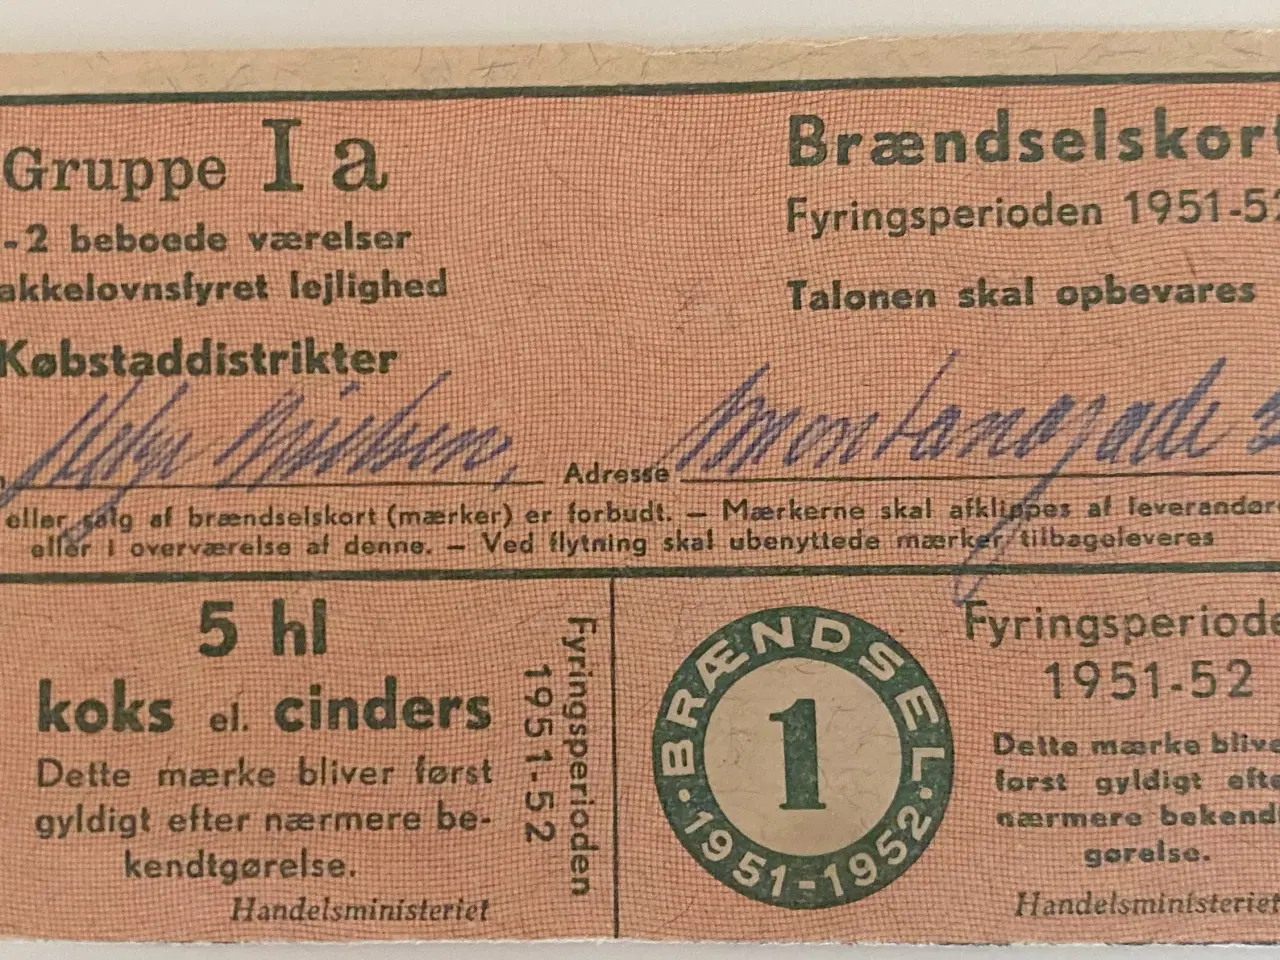 Gruppe I a
-2 beboede værelser
akkelovnsfyret lejlighed
Købstaddistrikter
Brændselskort
Fyringsperioden 1951-52
Talonen skal opbevares
Nielsen,
Adresse
eller salg af brændselskort (mærker) er forbudt. — Mærkerne skal afklippes af leverandør
eller i overværelse af denne. — Ved flytning skal ubenyttede mærker tilbageleveres
5 hl
koks el. cinders
Dette mærke bliver først
gyldigt efter nærmere be-
kendtgørelse.
Handelsministeriet
Fyringsperioden
1951-52
BRÆNDSEL
1
· 1951-1952 ·
Fyringsperiode
1951-52
Dette mærke blive
først gyldigt efte
nærmere bekend
gørelse.
Handelsministeriet